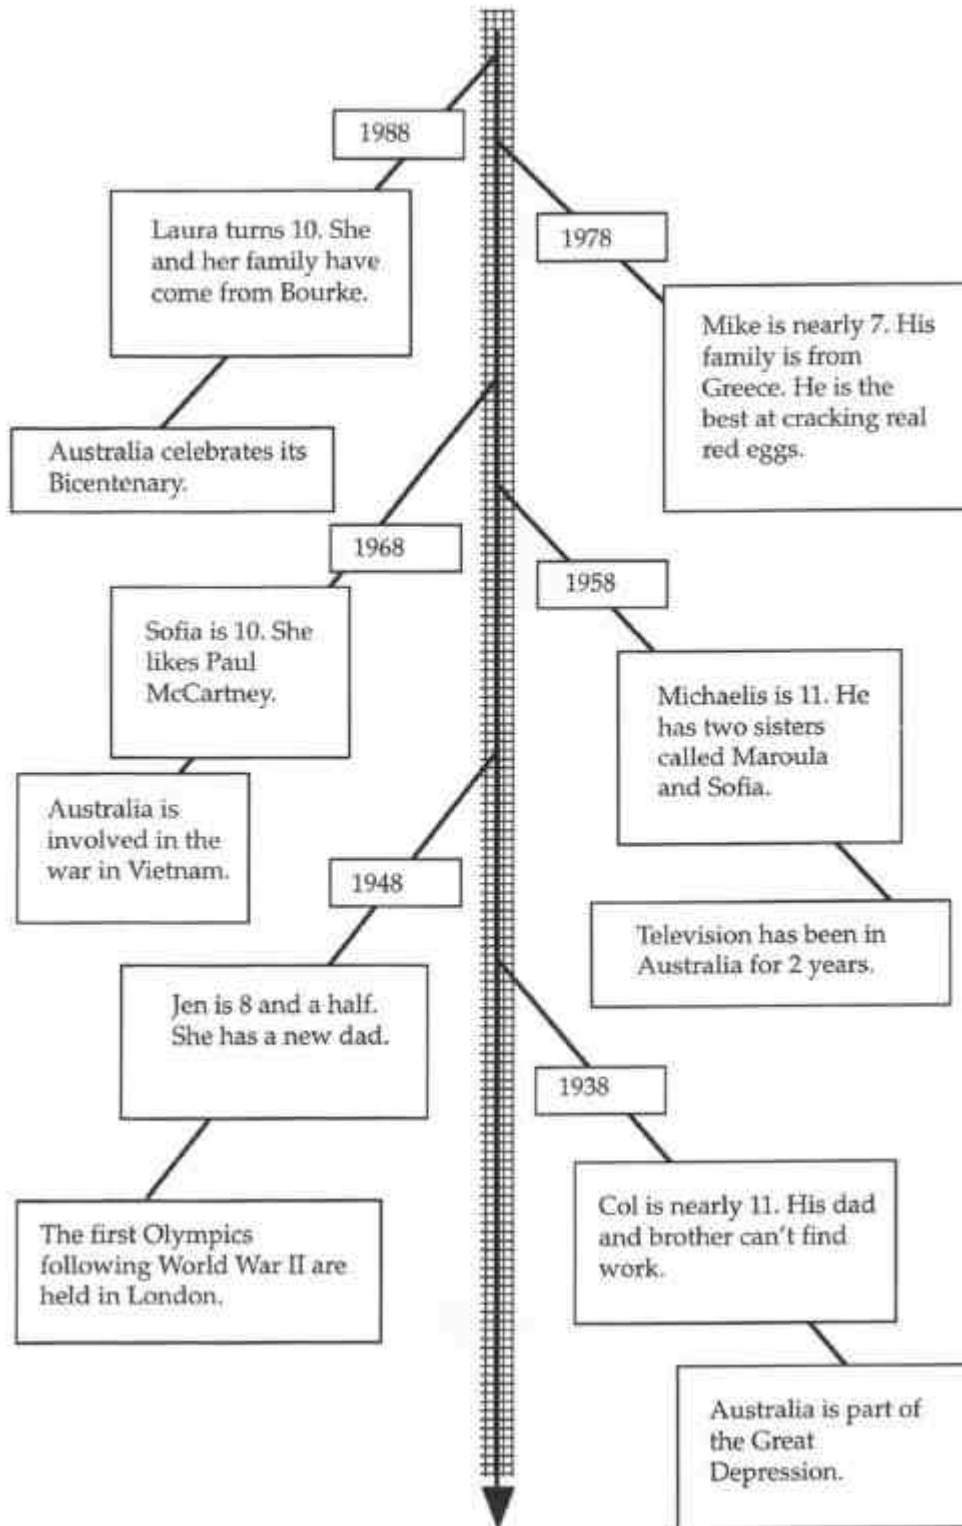 1988
Laura turns 10. She
and her family have
come from Bourke.
Australia celebrates its
Bicentenary.
1978
Mike is nearly 7. His
family is from
Greece. He is the
best at cracking real
red eggs.
1968
Sofia is 10. She
likes Paul
McCartney.
Australia is
involved in the
war in Vietnam.
1958
Michaelis is 11. He
has two sisters
called Maroula
and Sofia.
Television has been in
Australia for 2 years.
1948
Jen is 8 and a half.
She has a new dad.
The first Olympics
following World War II are
held in London.
1938
Col is nearly 11. His dad
and brother can't find
work.
Australia is part of
the Great
Depression.